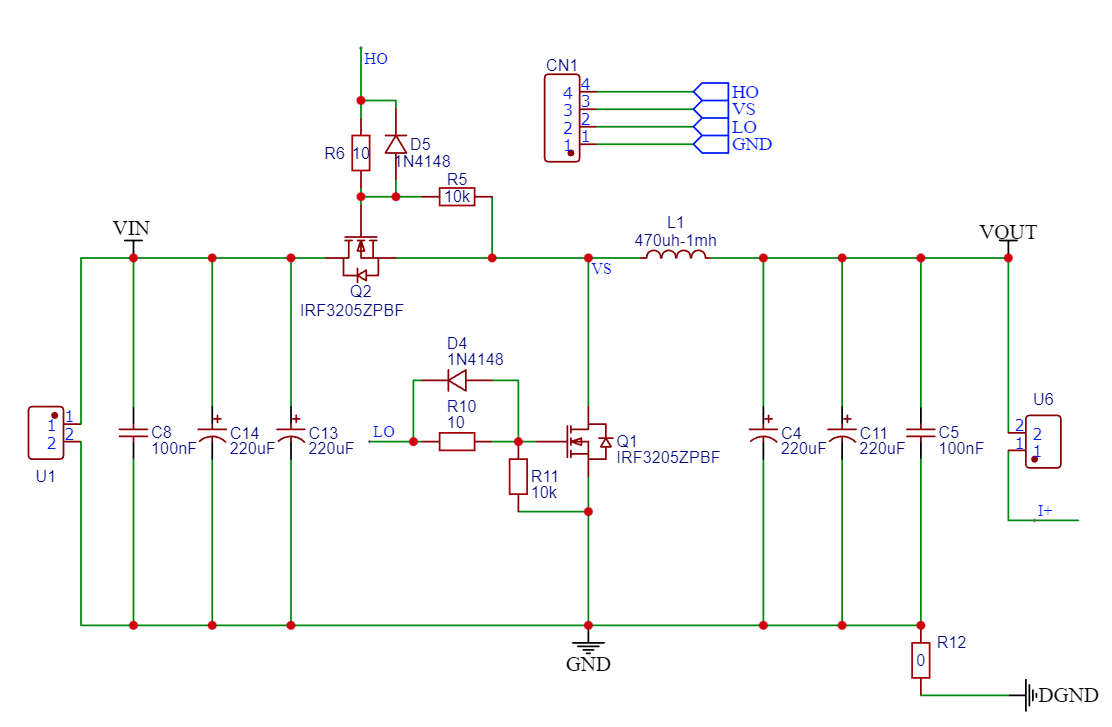 HO
CN1
4
4
HO
3
3
VS
2
2
LO
1
1
GND
R6
10
D5
1N4148
R5
10k
VIN
L1
470uh-1mh
VOUT
VS
Q2
IRF3205ZPBF
D4
1N4148
R10
10
LO
Q1
IRF3205ZPBF
R11
10k
1
1
2
2
U1
C8
100nF
+
C14
220uF
+
C13
220uF
+
C4
220uF
+
C11
220uF
C5
100nF
U6
2
2
1
1
I+
GND
R12
0
DGND